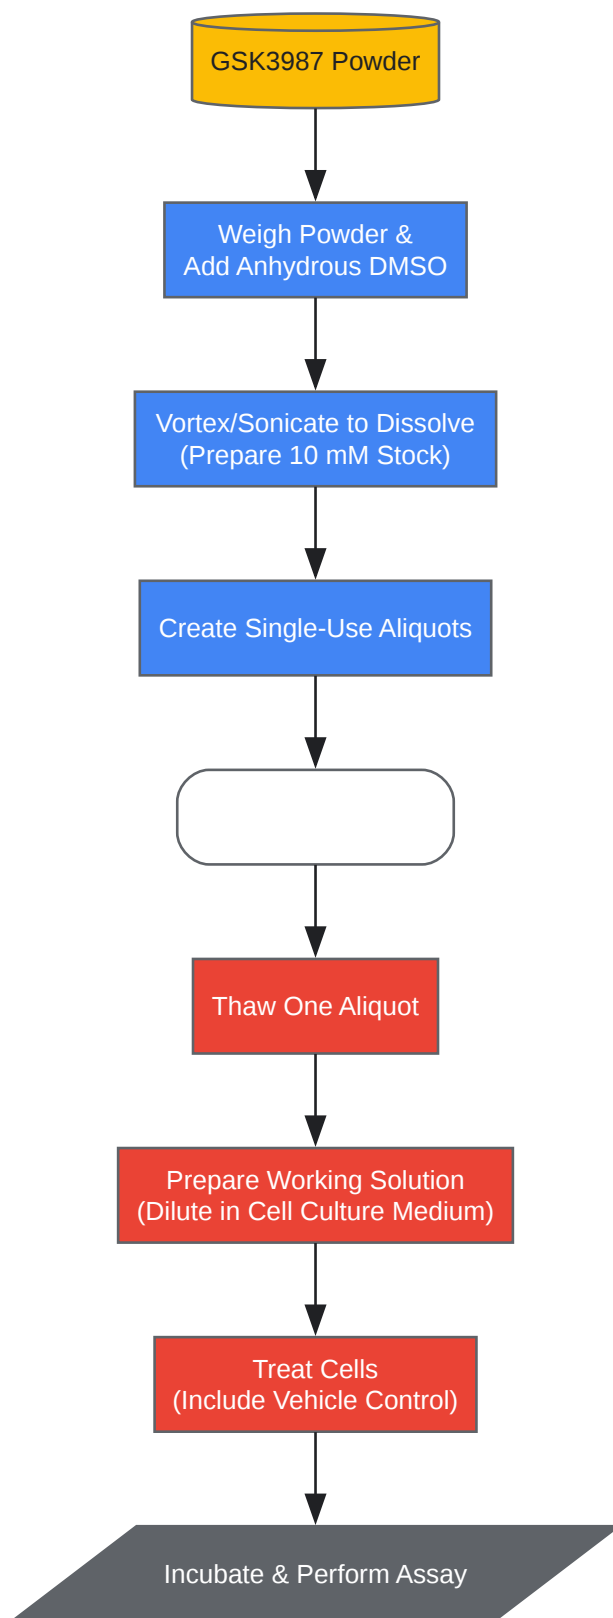 GSK3987 Powder
Weigh Powder &
Add Anhydrous DMSO
Vortex/Sonicate to Dissolve
(Prepare 10 mM Stock)
Create Single-Use Aliquots
Thaw One Aliquot
Prepare Working Solution
(Dilute in Cell Culture Medium)
Treat Cells
(Include Vehicle Control)
Incubate & Perform Assay